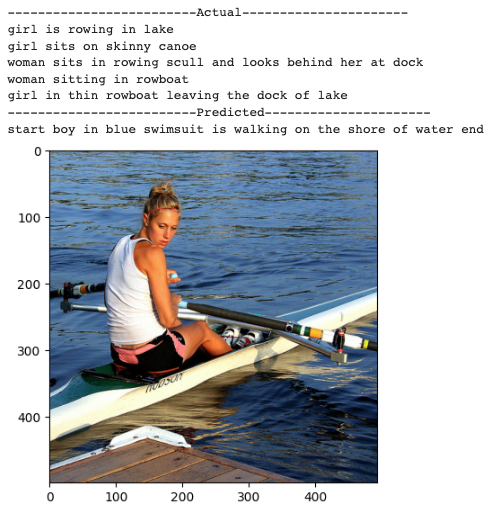 -------------------------Actual----------------------
girl is rowing in lake
girl sits on skinny canoe
woman sits in rowing scull and looks behind her at dock
woman sitting in rowboat
girl in thin rowboat leaving the dock of lake
-------------------------Predicted----------------------
start boy in blue swimsuit is walking on the shore of water end
0
100
200
300
400
HUDSON
0 100 200 300 400